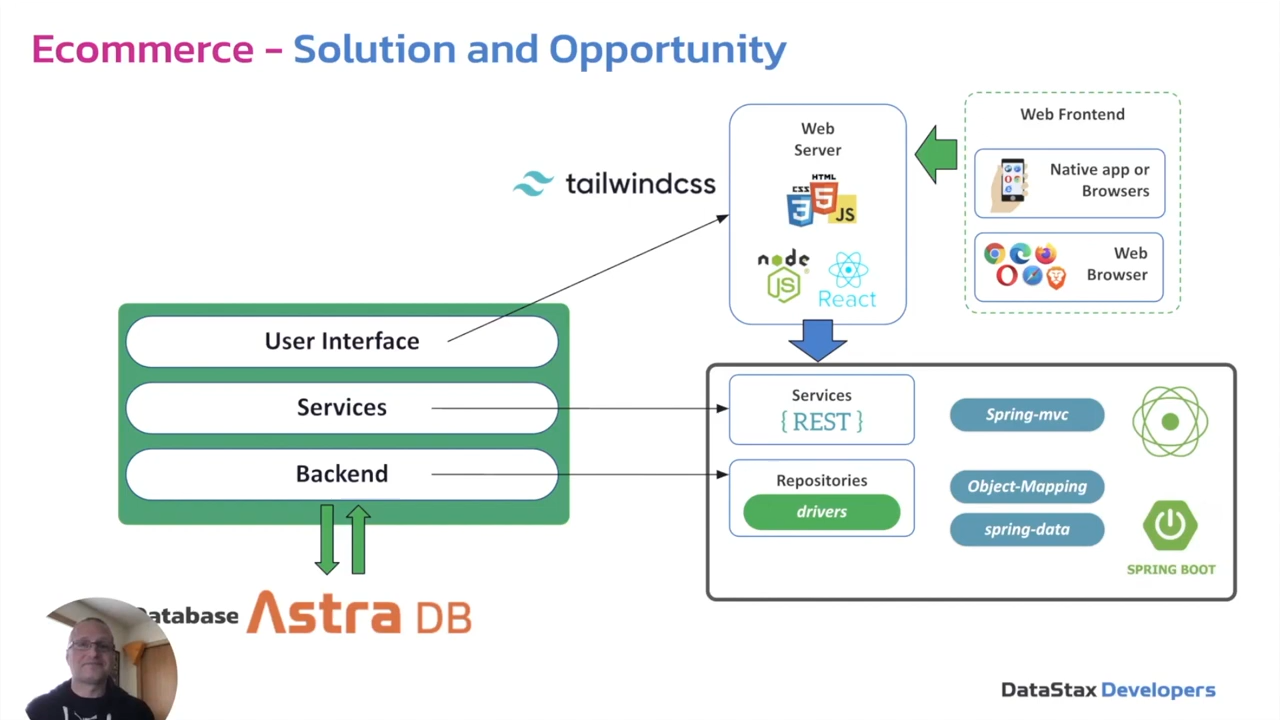 Ecommerce - Solution and Opportunity
tailwindcss
Web
Server
CSS
3
HTML
5
JS
node
JS
React
Web Frontend
Native app or
Browsers
Web
Browser
User Interface
Services
Backend
Database Astra DB
Services
{ REST }
Repositories
drivers
Spring-mvc
Object-Mapping
spring-data
SPRING BOOT
DataStax Developers